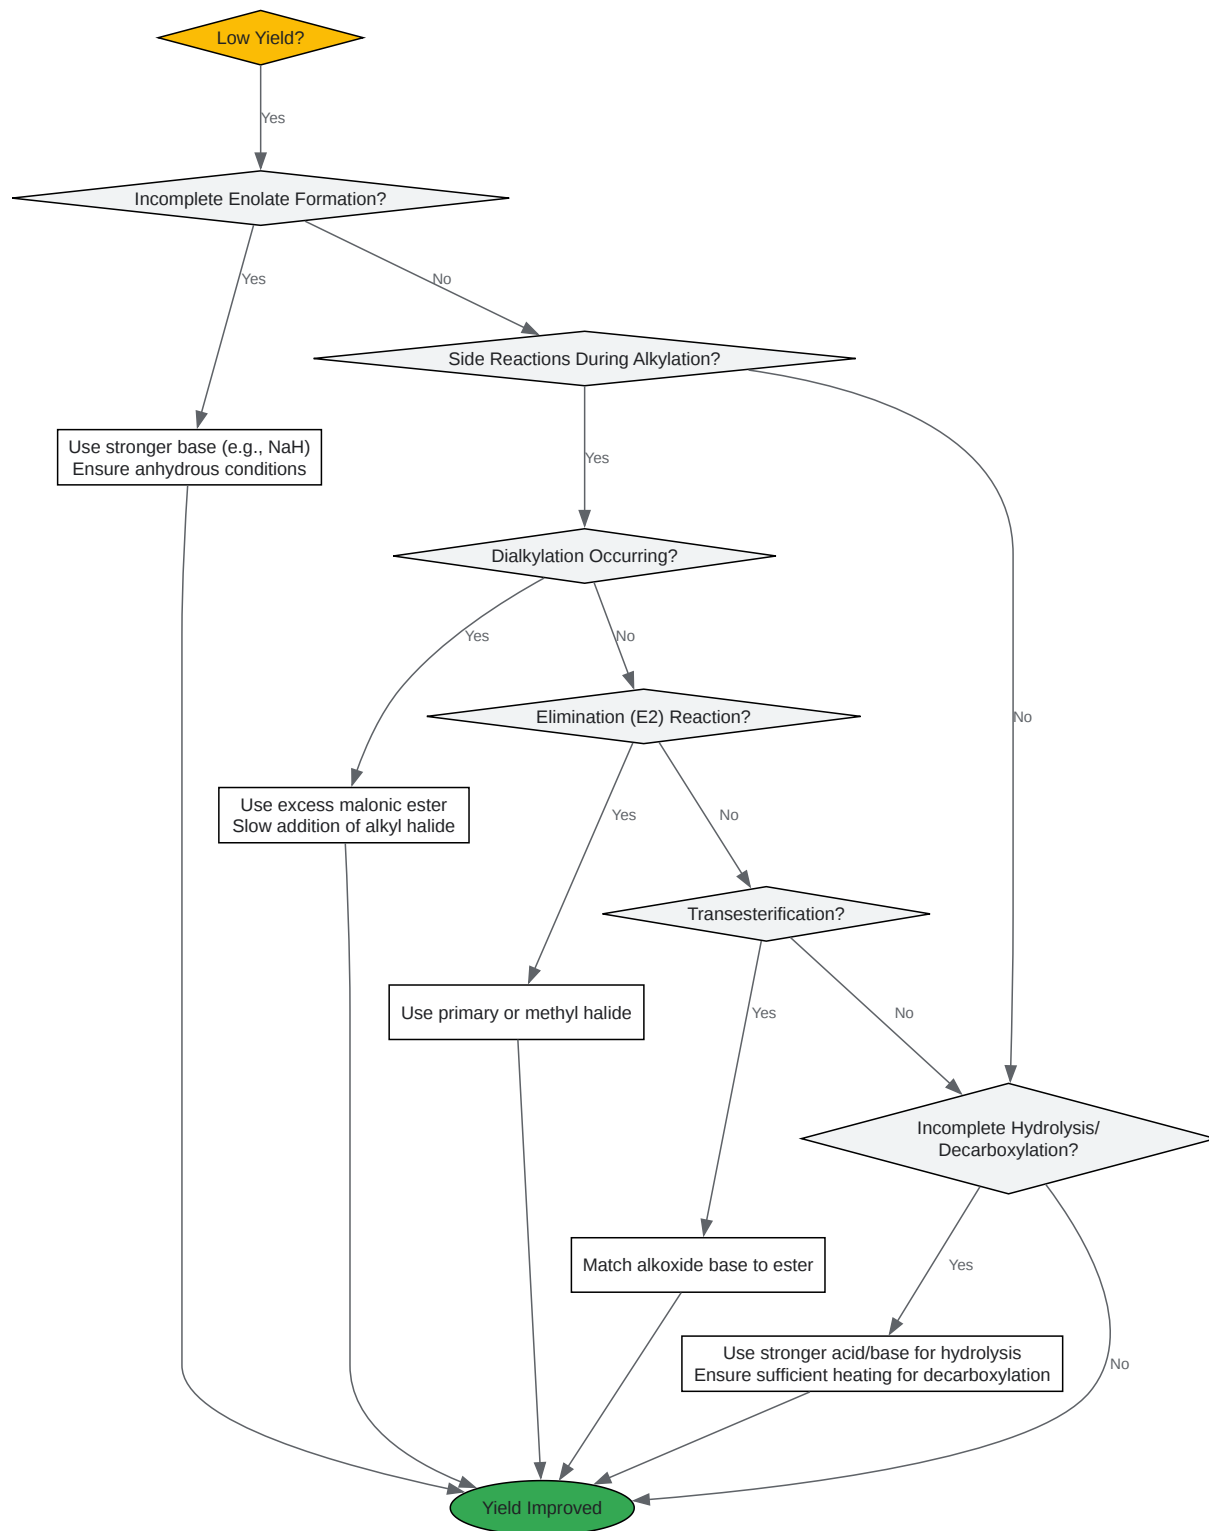 Low Yield?
Yes
Incomplete Enolate Formation?
Yes
No
Side Reactions During Alkylation?
Use stronger base (e.g., NaH)
Ensure anhydrous conditions
Yes
Dialkylation Occurring?
Yes
No
Elimination (E2) Reaction?
No
Use excess malonic ester
Slow addition of alkyl halide
Yes
No
Transesterification?
Use primary or methyl halide
Yes
No
Incomplete Hydrolysis/
Decarboxylation?
Match alkoxide base to ester
Yes
Use stronger acid/base for hydrolysis
Ensure sufficient heating for decarboxylation
No
Yield Improved